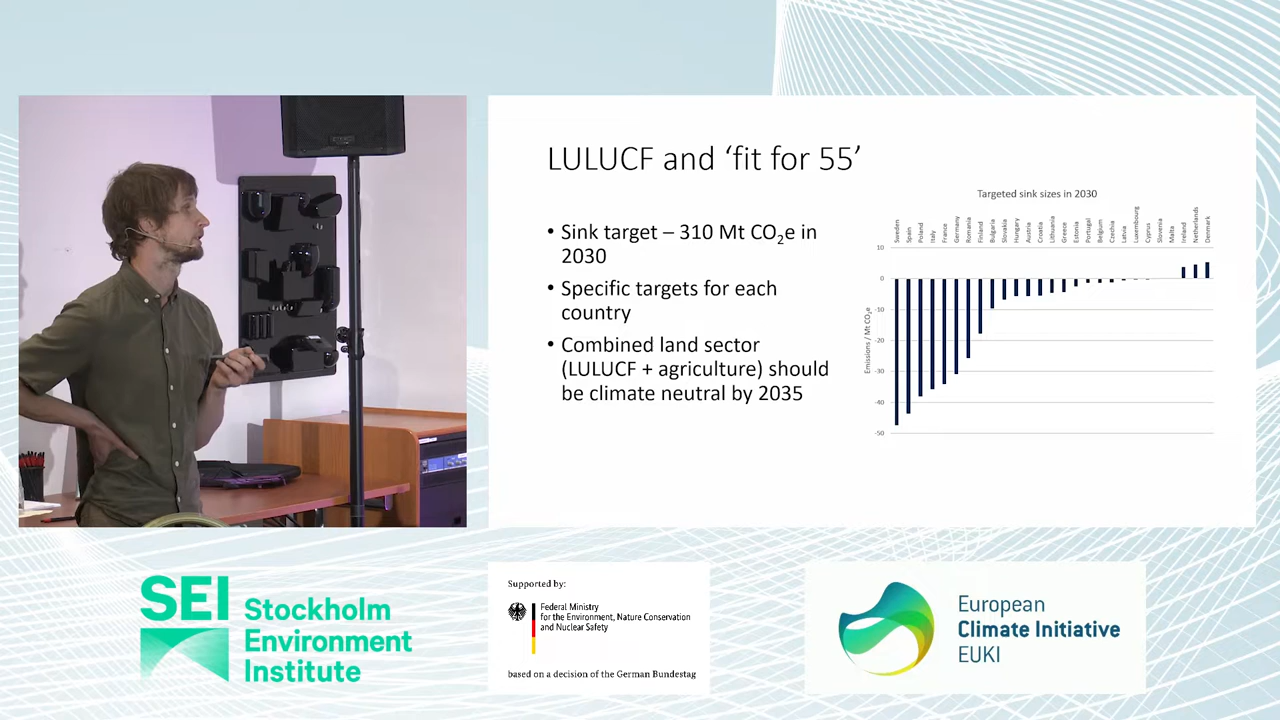 LULUCF and ‘fit for 55’
• Sink target – 310 Mt CO₂e in
2030
• Specific targets for each
country
• Combined land sector
(LULUCF + agriculture) should
be climate neutral by 2035
Targeted sink sizes in 2030
Sweden
Spain
Poland
Italy
France
Germany
Romania
Finland
Bulgaria
Slovakia
Hungary
Austria
Croatia
Lithuania
Greece
Estonia
Portugal
Belgium
Czechia
Latvia
Luxembourg
Cyprus
Slovenia
Malta
Ireland
Netherlands
Denmark
Emissions / Mt CO₂e
10
0
-10
-20
-30
-40
-50
SEI Stockholm
Environment
Institute
Supported by:
Federal Ministry
for the Environment, Nature Conservation
and Nuclear Safety
based on a decision of the German Bundestag
European
Climate Initiative
EUKI